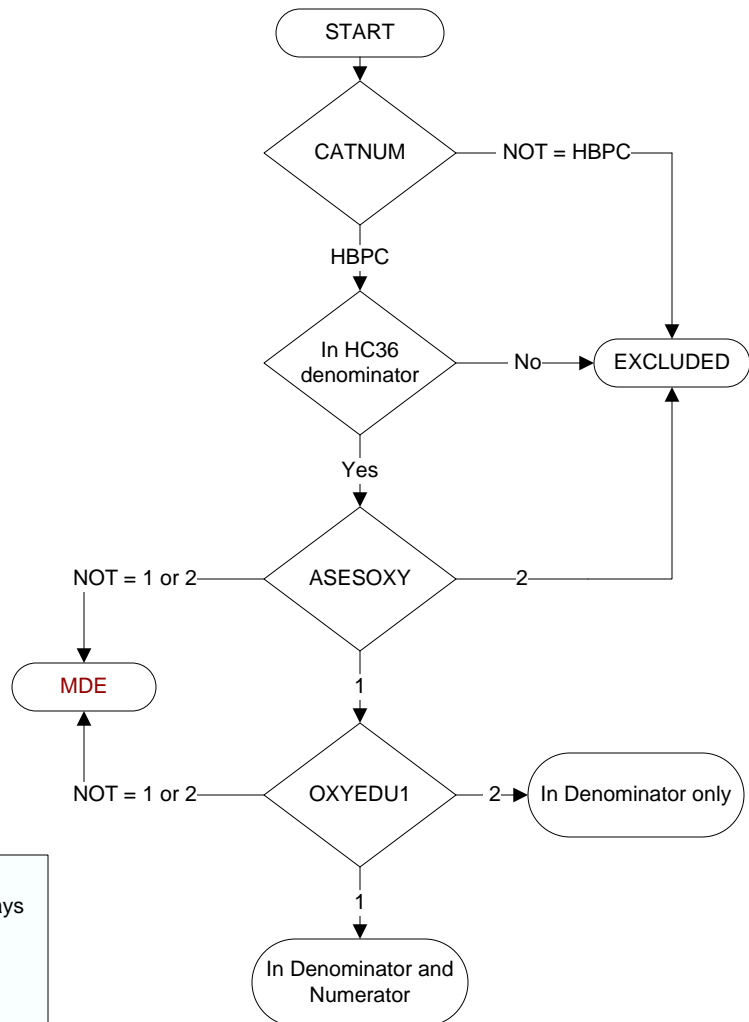 START
CATNUM
NOT = HBPC
HBPC
In HC36
denominator
No
EXCLUDED
Yes
NOT = 1 or 2
ASESOXY
2
MDE
1
NOT = 1 or 2
OXYEDU1
2
In Denominator only
1
In Denominator and
Numerator